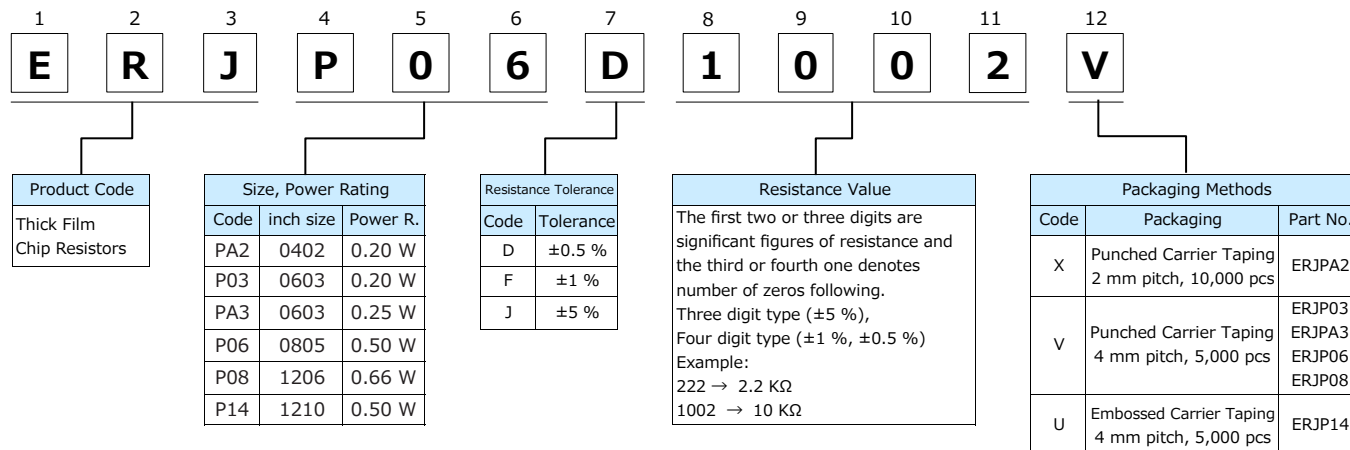 1 2 3 4 5 6 7 8 9 10 11 12
E R J P 0 6 D 1 0 0 2 V
Product Code
Thick Film
Chip Resistors
Size, Power Rating
Code inch size Power R.
PA2 0402 0.20 W
P03 0603 0.20 W
PA3 0603 0.25 W
P06 0805 0.50 W
P08 1206 0.66 W
P14 1210 0.50 W
Resistance Tolerance
Code Tolerance
D ±0.5 %
F ±1 %
J ±5 %
Resistance Value
The first two or three digits are
significant figures of resistance and
the third or fourth one denotes
number of zeros following.
Three digit type (±5 %),
Four digit type (±1 %, ±0.5 %)
Example:
222 → 2.2 KΩ
1002 → 10 KΩ
Packaging Methods
Code Packaging Part No.
X Punched Carrier Taping
2 mm pitch, 10,000 pcs ERJPA2
V Punched Carrier Taping
4 mm pitch, 5,000 pcs
ERJP03
ERJPA3
ERJP06
ERJP08
U Embossed Carrier Taping
4 mm pitch, 5,000 pcs ERJP14